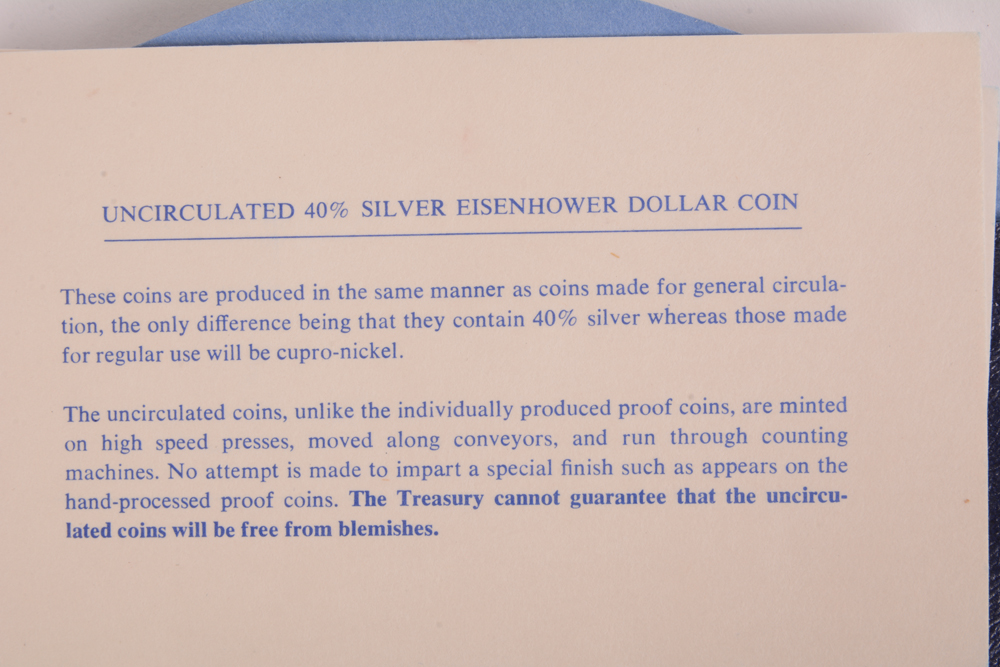 UNCIRCULATED 40% SILVER EISENHOWER DOLLAR COIN
These coins are produced in the same manner as coins made for general circula-
tion, the only difference being that they contain 40% silver whereas those made
for regular use will be cupro-nickel.
The uncirculated coins, unlike the individually produced proof coins, are minted
on high speed presses, moved along conveyors, and run through counting
machines. No attempt is made to impart a special finish such as appears on the
hand-processed proof coins. The Treasury cannot guarantee that the uncircu-
lated coins will be free from blemishes.